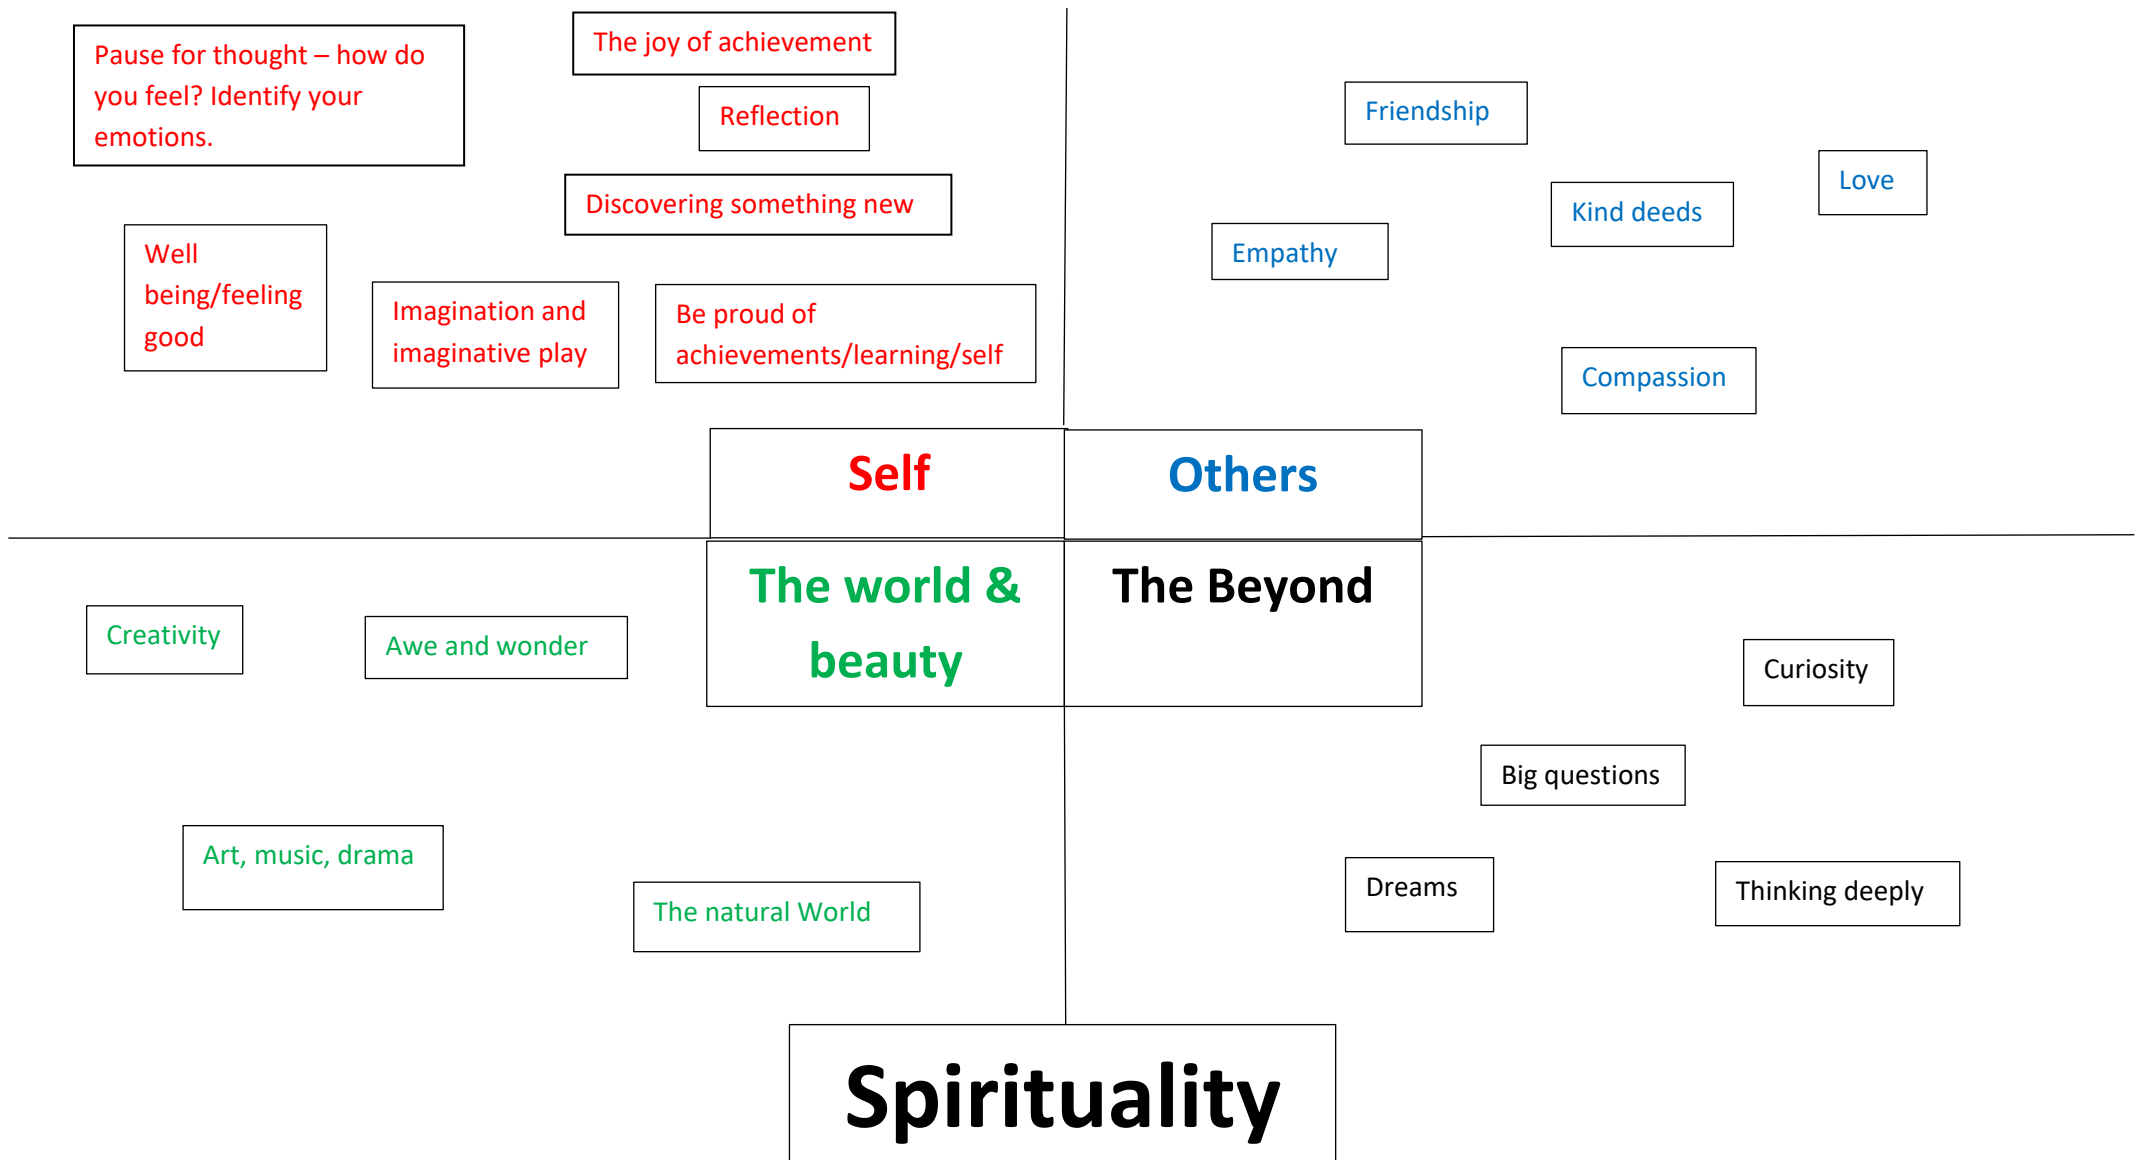 Pause for thought – how do
you feel? Identify your
emotions.
The joy of achievement
Reflection
Discovering something new
Well
being/feeling
good
Imagination and
imaginative play
Be proud of
achievements/learning/self
Friendship
Love
Kind deeds
Empathy
Compassion
Self
Others
The world &
beauty
The Beyond
Creativity
Awe and wonder
Art, music, drama
The natural World
Curiosity
Big questions
Dreams
Thinking deeply
Spirituality